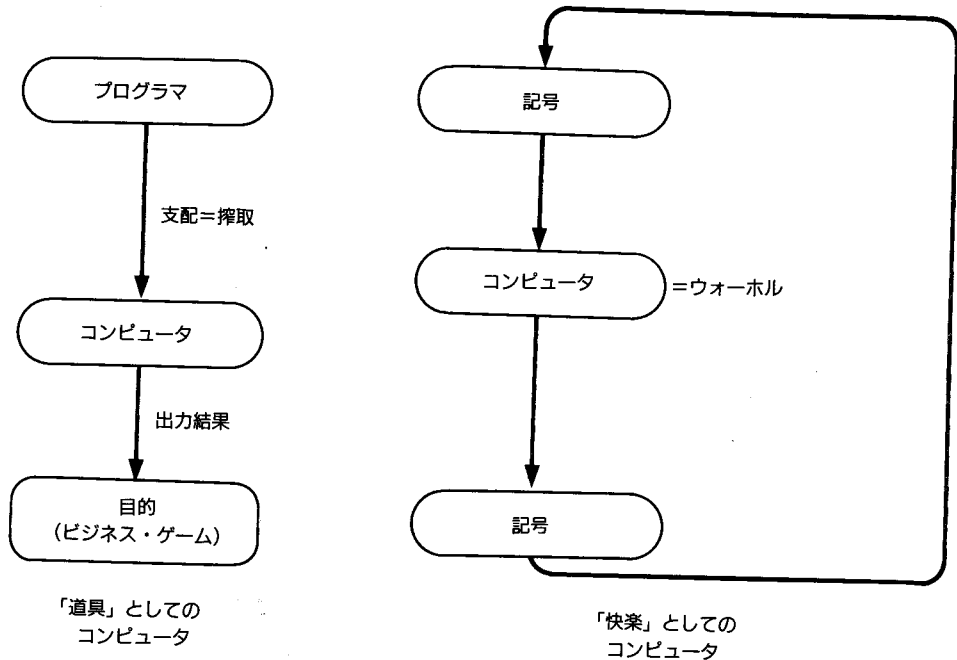 プログラマ
支配=搾取
コンピュータ
出力結果
目的
(ビジネス・ゲーム)
「道具」としての
コンピュータ
記号
コンピュータ
=ウォーホル
記号
「快楽」としての
コンピュータ